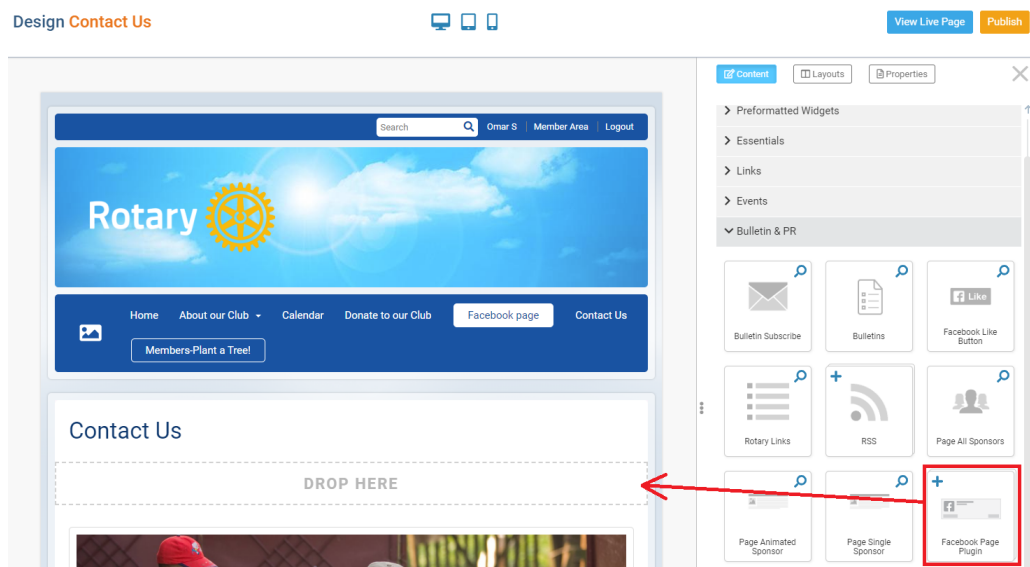 Design Contact Us
View Live Page
Publish
Content
Layouts
Properties
Search
Omar S
Member Area
Logout
Rotary
Home
About our Club
Calendar
Donate to our Club
Facebook page
Contact Us
Members-Plant a Tree!
Contact Us
DROP HERE
Preformatted Widgets
Essentials
Links
Events
Bulletin & PR
Bulletin Subscribe
Bulletins
Like
Facebook Like
Button
Rotary Links
RSS
Page All Sponsors
Page Animated
Sponsor
Page Single
Sponsor
Facebook Page
Plugin